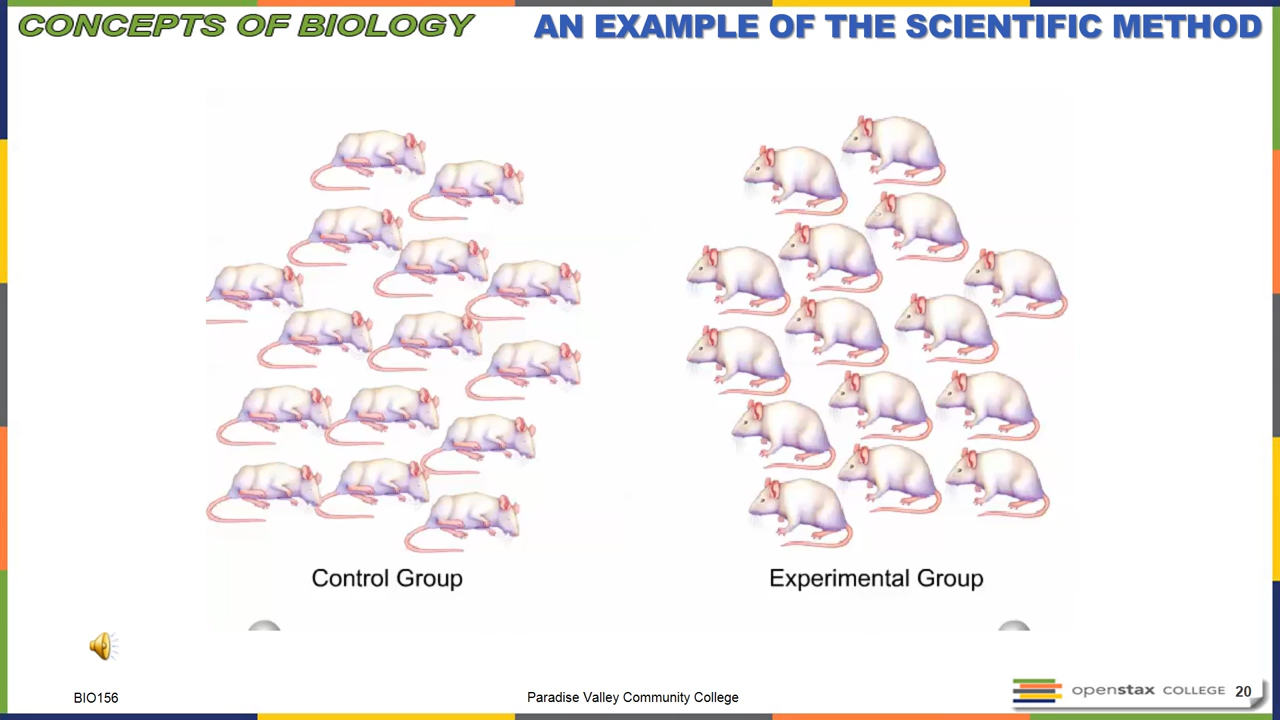 CONCEPTS OF BIOLOGY
AN EXAMPLE OF THE SCIENTIFIC METHOD
Control Group
Experimental Group
BIO156
Paradise Valley Community College
openstax COLLEGE
20